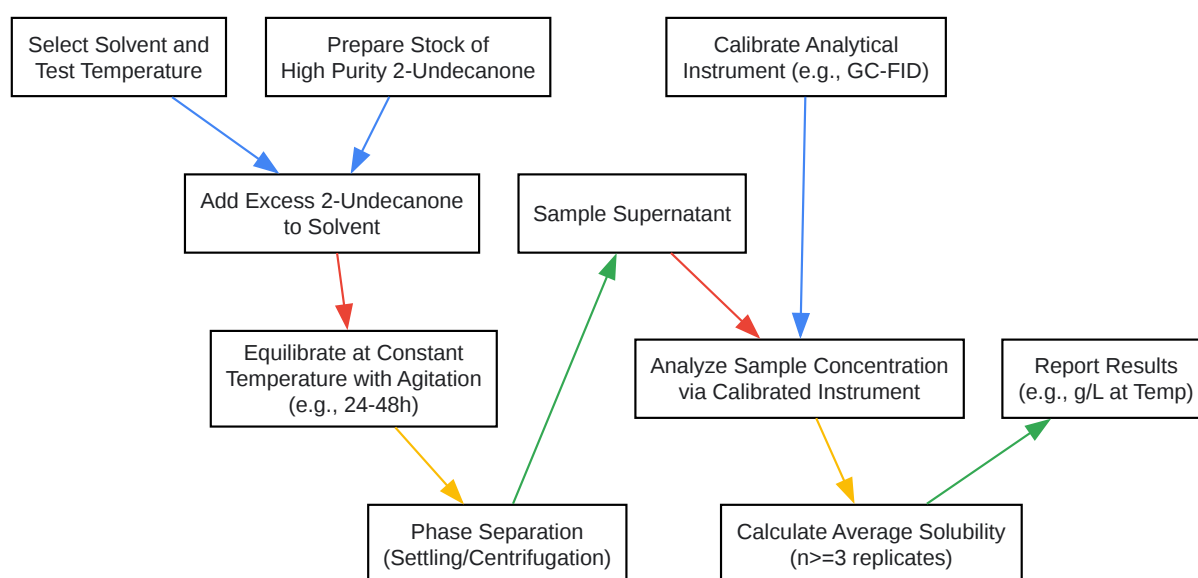 Select Solvent and
Test Temperature
Prepare Stock of
High Purity 2-Undecanone
Calibrate Analytical
Instrument (e.g., GC-FID)
Add Excess 2-Undecanone
to Solvent
Sample Supernatant
Equilibrate at Constant
Temperature with Agitation
(e.g., 24-48h)
Analyze Sample Concentration
via Calibrated Instrument
Report Results
(e.g., g/L at Temp)
Phase Separation
(Settling/Centrifugation)
Calculate Average Solubility
(n>=3 replicates)